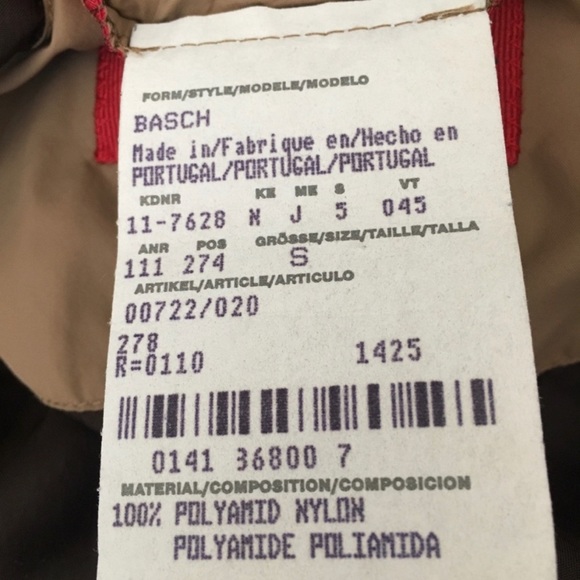 FORM/STYLE/MODELE/MODELO
BASCH
Made in/Fabrique en/Hecho en
PORTUGAL/PORTUGAL/PORTUGAL
KDNR KE ME S VT
11-7628 N J 5 045
ANR POS GRÖSSE/SIZE/TAILLE/TALLA
111 274 S
ARTIKEL/ARTICLE/ARTICULO
00722/020
278
R=0110 1425
0141 36800 7
MATERIAL/COMPOSITION/COMPOSICION
100% POLYAMID NYLON
POLYAMIDE POLIAMIDA